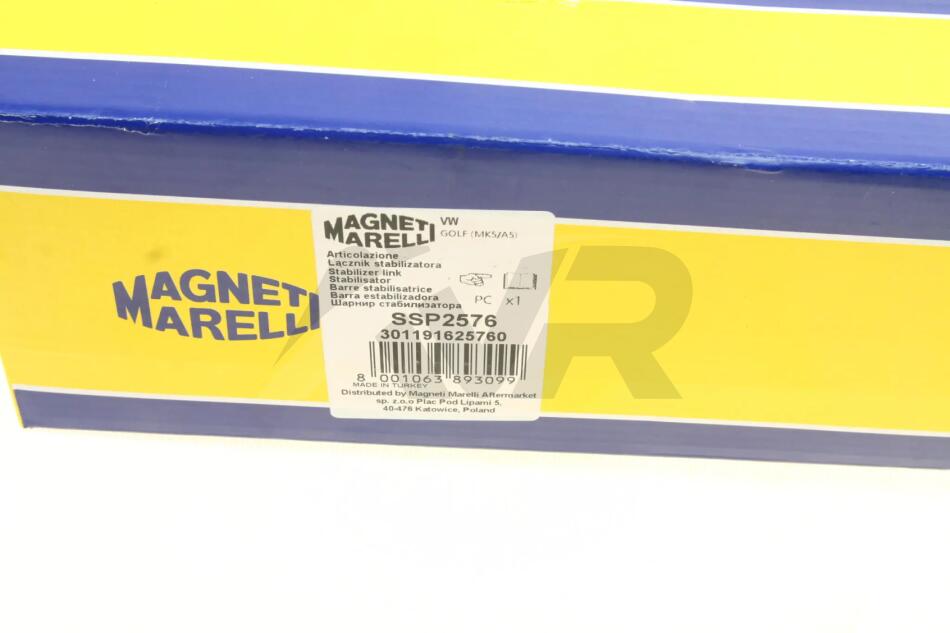 MAGNETI
MARELLI
MAGNETI
MARELLI
VW
GOLF (MK5/A5)
Articolazione
Łącznik stabilizatora
Stabilizer link
Stabilisator
Barre stabilisatrice
Barra estabilizadora
Шарнир стабилизатора
PC x1
SSP2576
301191625760
8 001063 893099
MADE IN TURKEY
Distributed by Magneti Marelli Aftermarket
sp. z.o.o Plac Pod Lipami 5,
40-476 Katowice, Poland